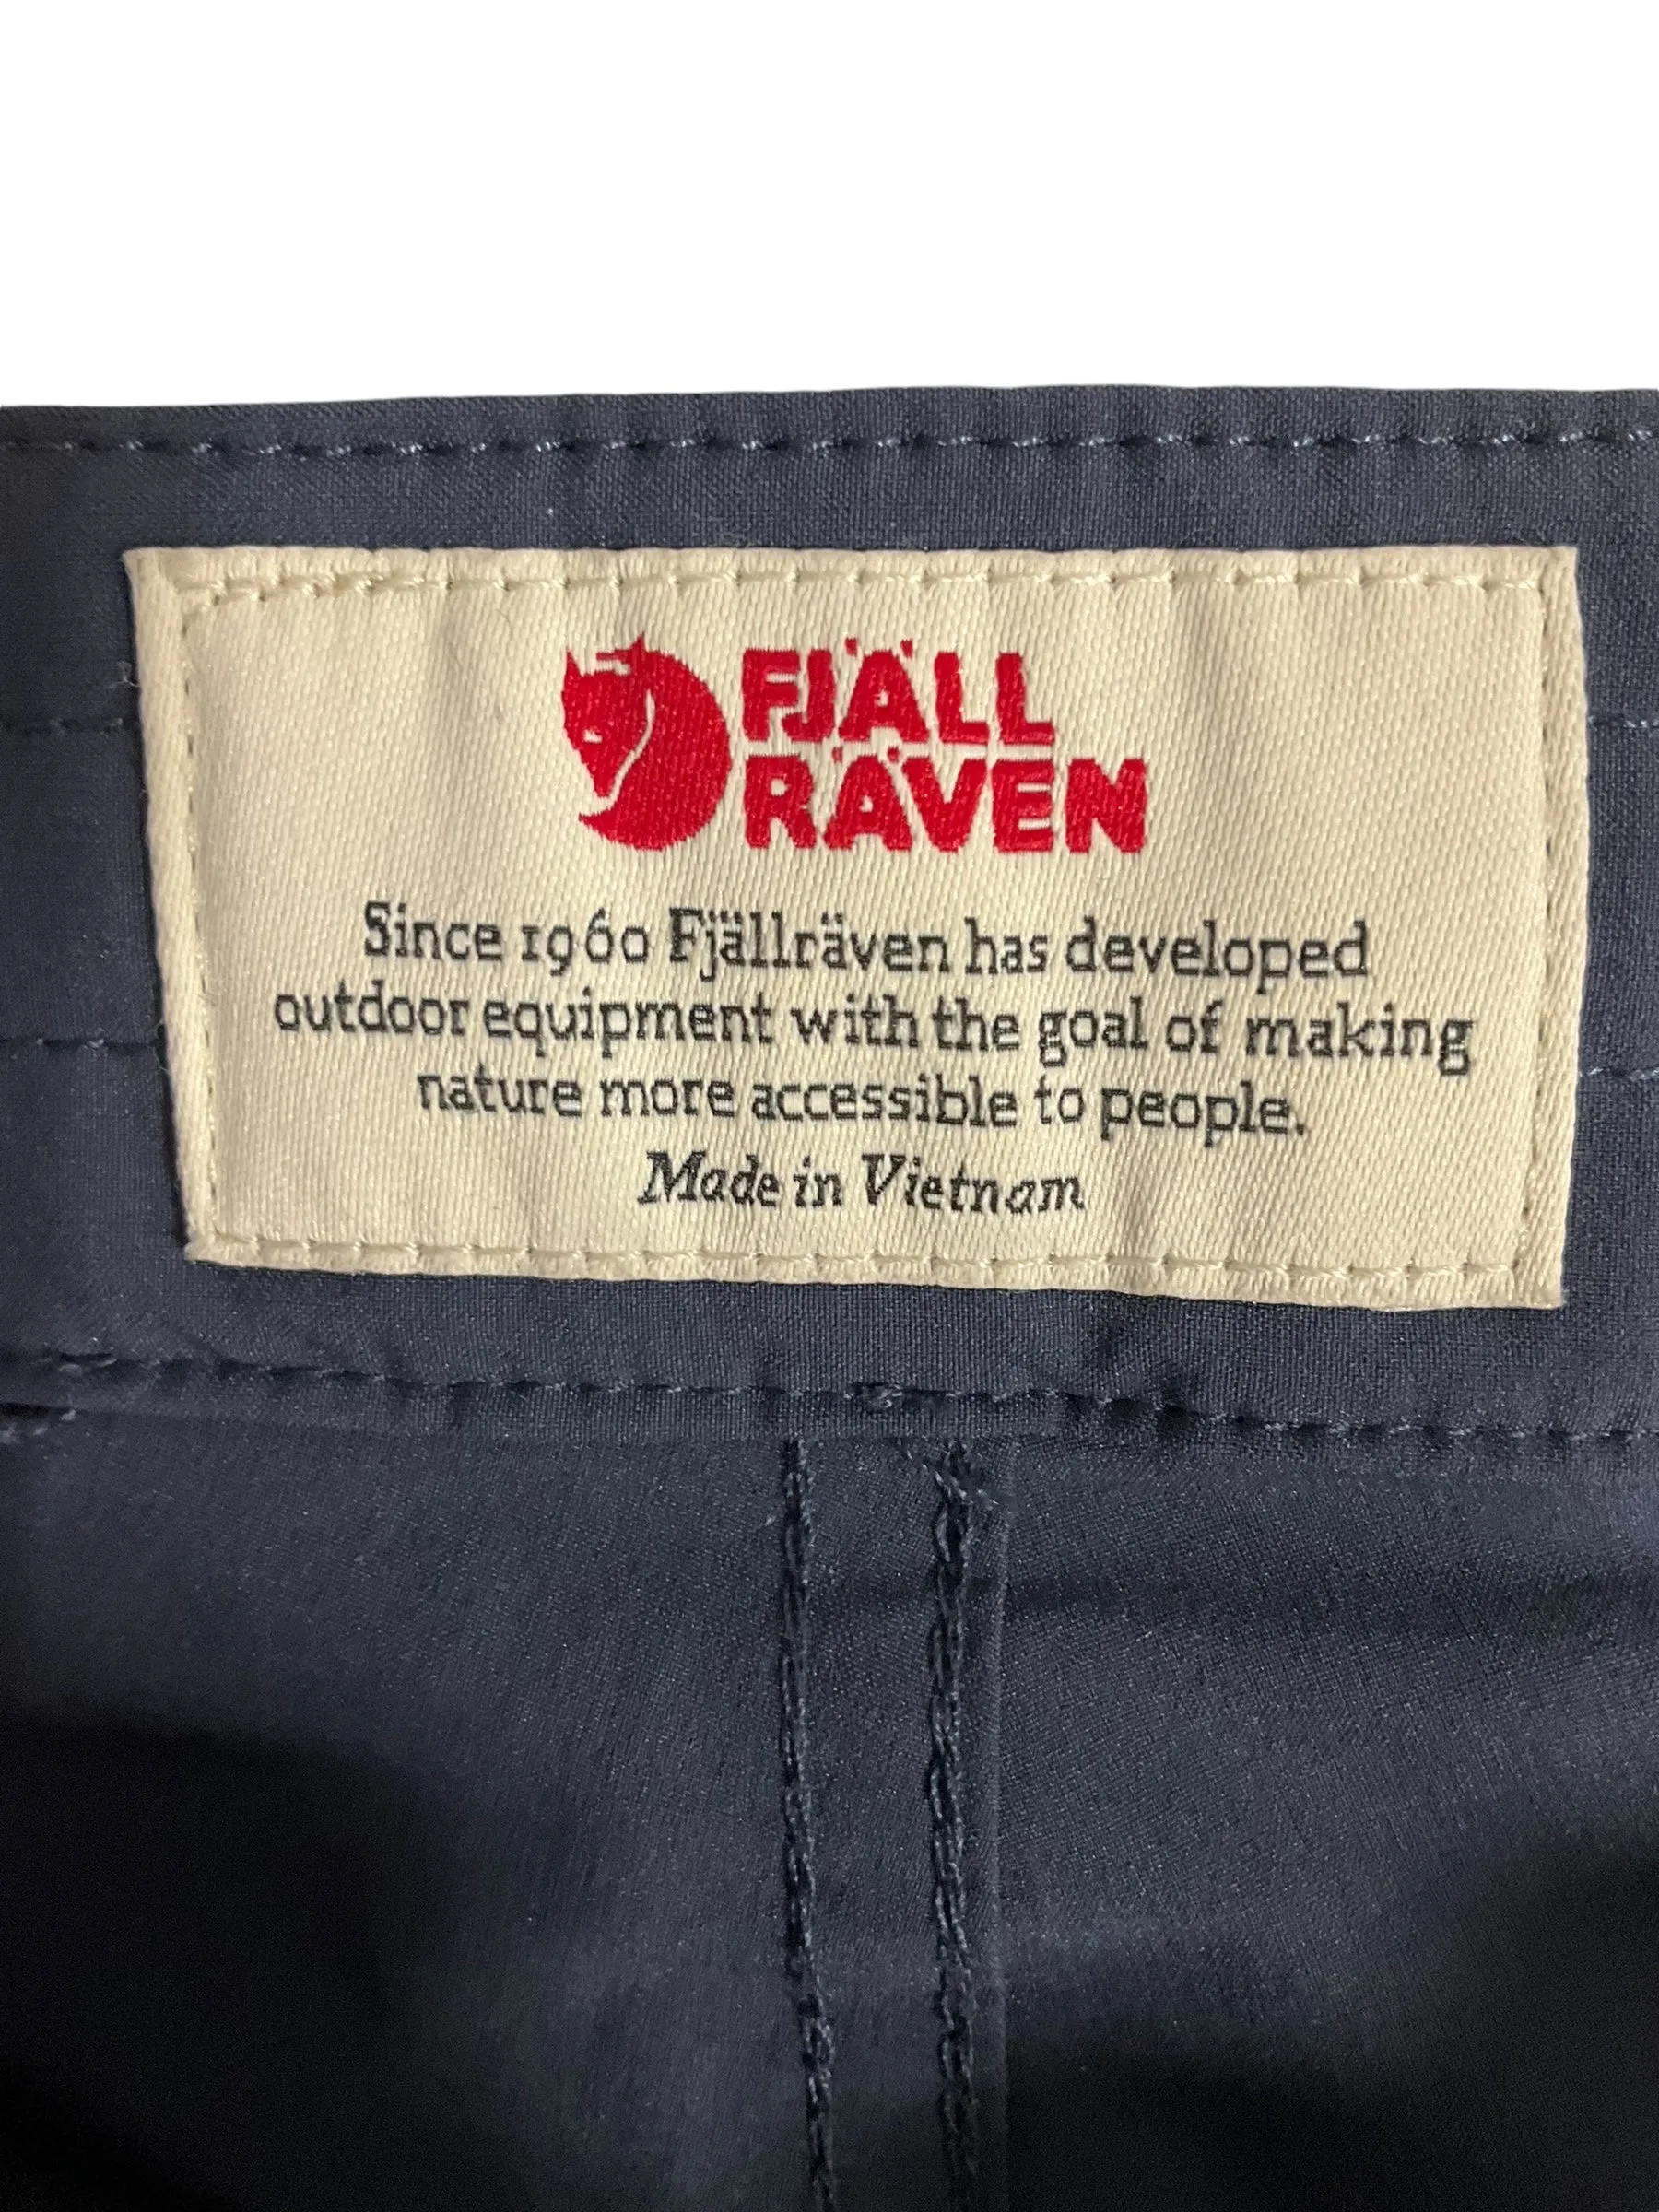 FJÄLL
RÄVEN
Since 1960 Fjällräven has developed
outdoor equipment with the goal of making
nature more accessible to people.
Made in Vietnam